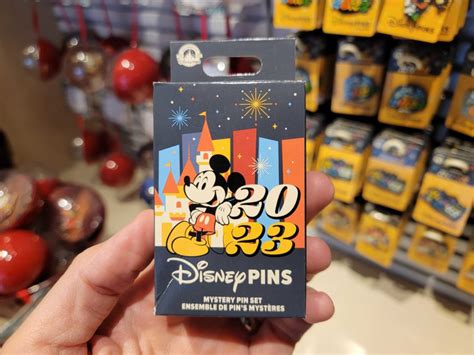 20
23
Disney PINS
MYSTERY PIN SET
ENSEMBLE DE PIN'S MYSTÈRES